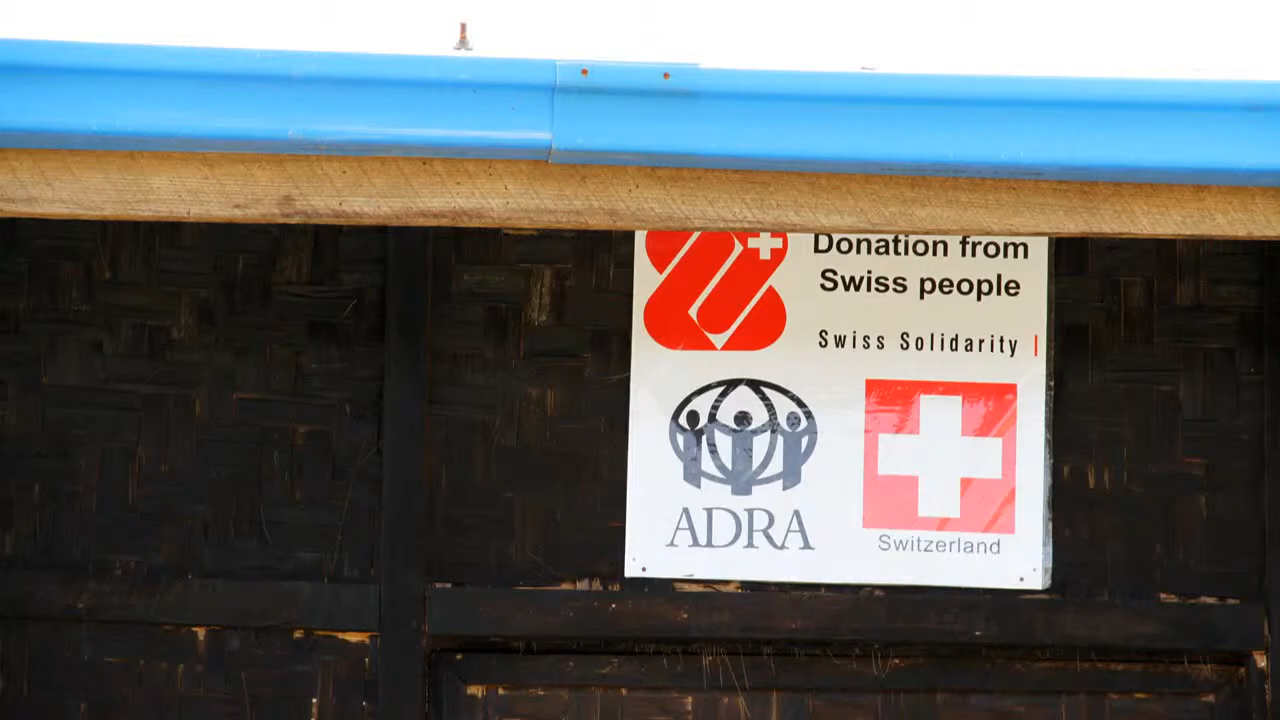 Donation from
Swiss people
Swiss Solidarity
ADRA
Switzerland